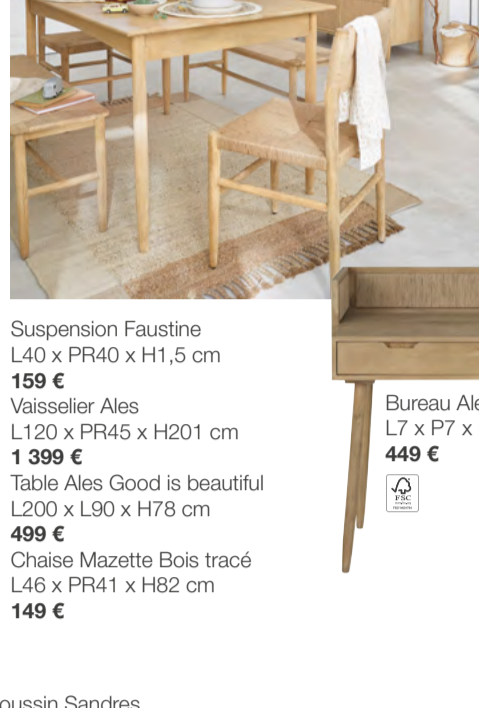 Suspension Faustine
L40 x PR40 x H1,5 cm
159 €
Vaisselier Ales
L120 x PR45 x H201 cm
1 399 €
Table Ales Good is beautiful
L200 x L90 x H78 cm
499 €
Chaise Mazette Bois tracé
L46 x PR41 x H82 cm
149 €
Bureau Ale
L7 x P7 x
449 €
FSC
oussin Sandres